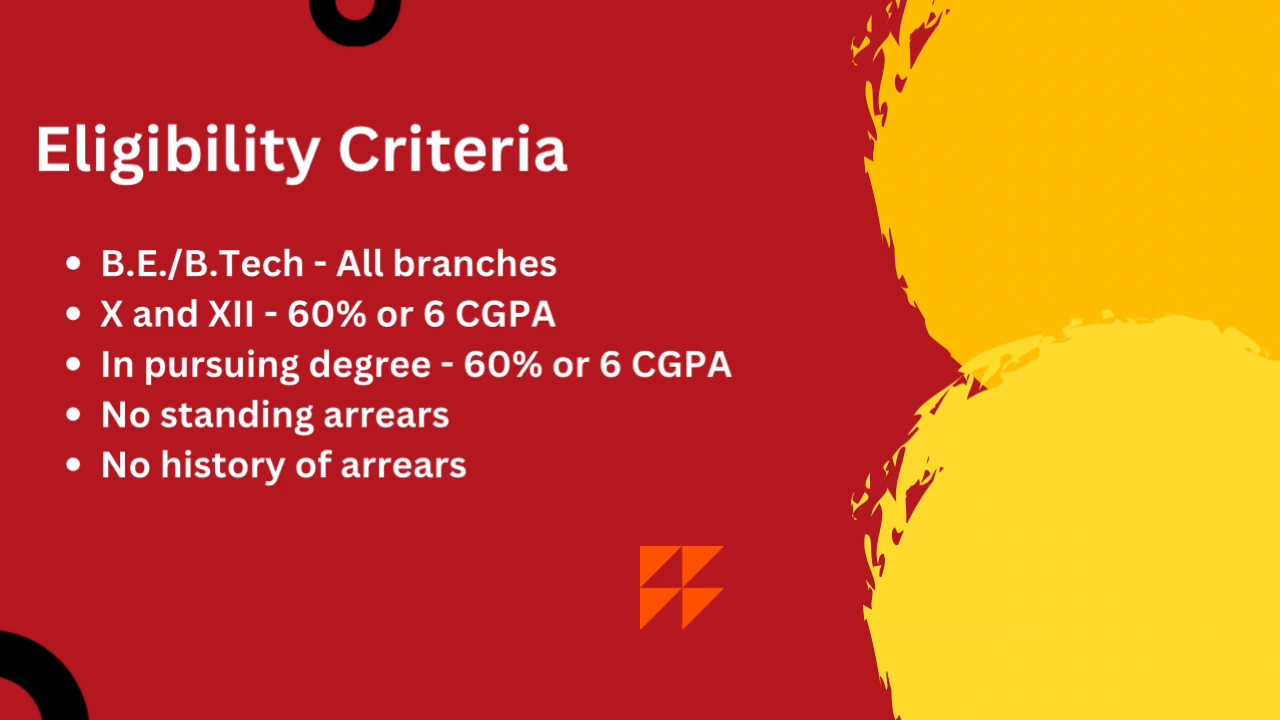 Eligibility Criteria
• B.E./B.Tech - All branches
• X and XII - 60% or 6 CGPA
• In pursuing degree - 60% or 6 CGPA
• No standing arrears
• No history of arrears